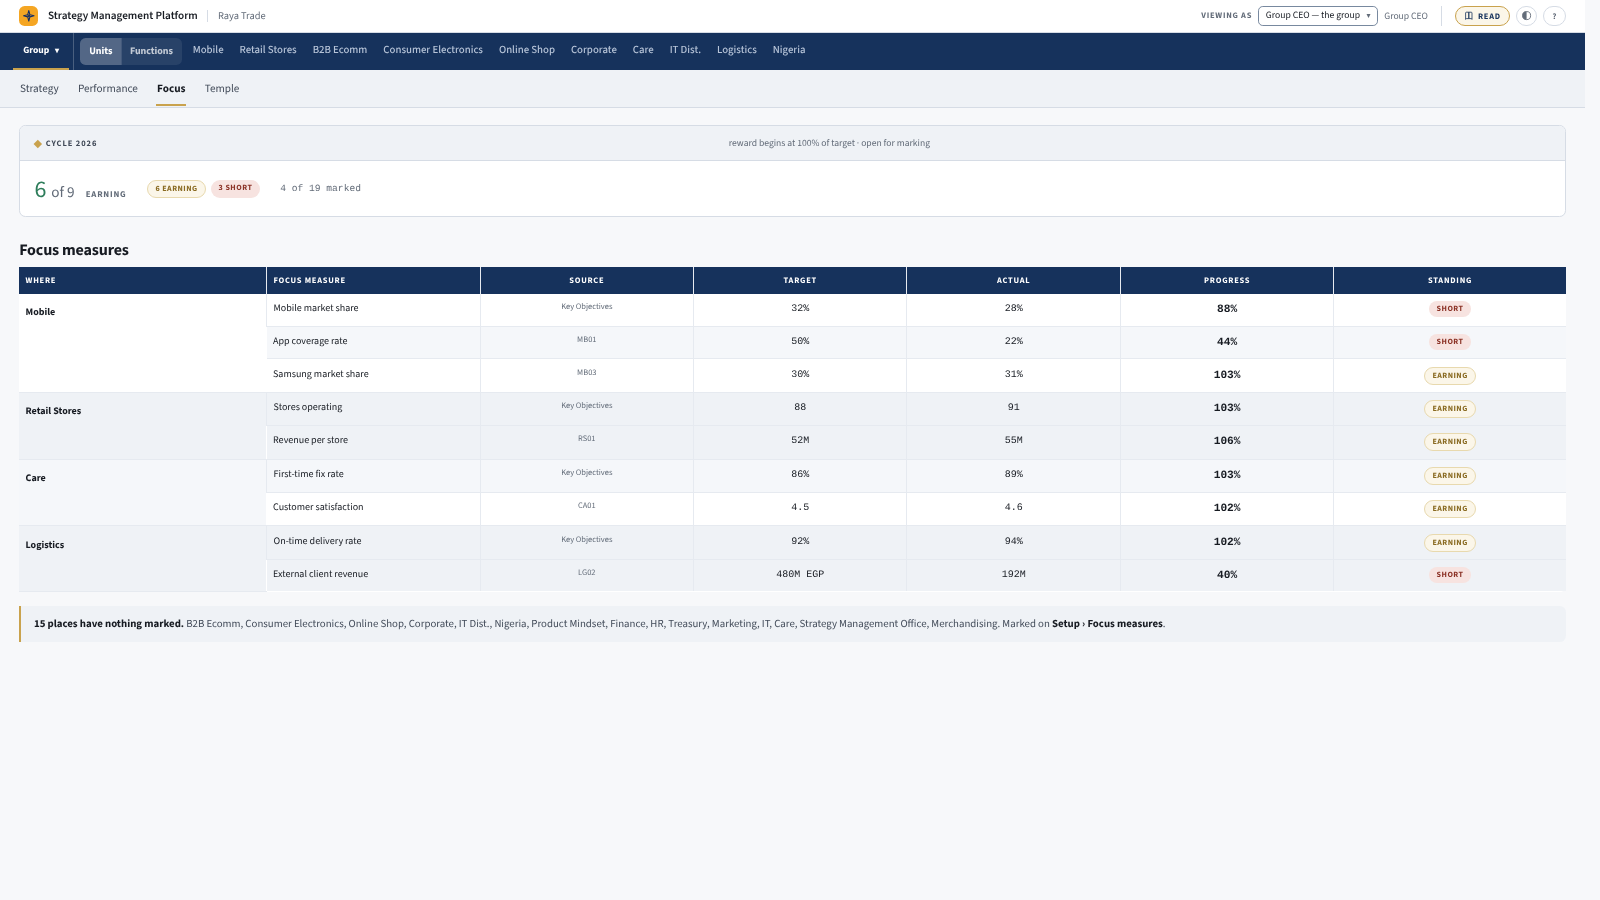 Strategy Management Platform Raya Trade VIEWING AS Group CEO — the group ▾ Group CEO READ ?
Group ▾ Units Functions Mobile Retail Stores B2B Ecomm Consumer Electronics Online Shop Corporate Care IT Dist. Logistics Nigeria
Strategy Performance Focus Temple
◆ CYCLE 2026 reward begins at 100% of target · open for marking
6 of 9 EARNING 6 EARNING 3 SHORT 4 of 19 marked
Focus measures
WHERE FOCUS MEASURE SOURCE TARGET ACTUAL PROGRESS STANDING
Mobile Mobile market share Key Objectives 32% 28% 88% SHORT
App coverage rate MB01 50% 22% 44% SHORT
Samsung market share MB03 30% 31% 103% EARNING
Retail Stores Stores operating Key Objectives 88 91 103% EARNING
Revenue per store RS01 52M 55M 106% EARNING
Care First-time fix rate Key Objectives 86% 89% 103% EARNING
Customer satisfaction CA01 4.5 4.6 102% EARNING
Logistics On-time delivery rate Key Objectives 92% 94% 102% EARNING
External client revenue LG02 480M EGP 192M 40% SHORT
15 places have nothing marked. B2B Ecomm, Consumer Electronics, Online Shop, Corporate, IT Dist., Nigeria, Product Mindset, Finance, HR, Treasury, Marketing, IT, Care, Strategy Management Office, Merchandising. Marked on Setup › Focus measures.